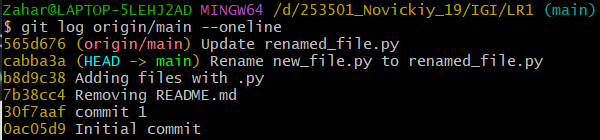 Zahar@LAPTOP-5LEHJ2AD MINGW64 /d/253501_Novickiy_19/IGI/LR1 (main)
$ git log origin/main --oneline
565d676 (origin/main) Update renamed_file.py
cabba3a (HEAD -> main) Rename new_file.py to renamed_file.py
b8d9c38 Adding files with .py
7b38cc4 Removing README.md
30f7aaf commit 1
0ac05d9 Initial commit